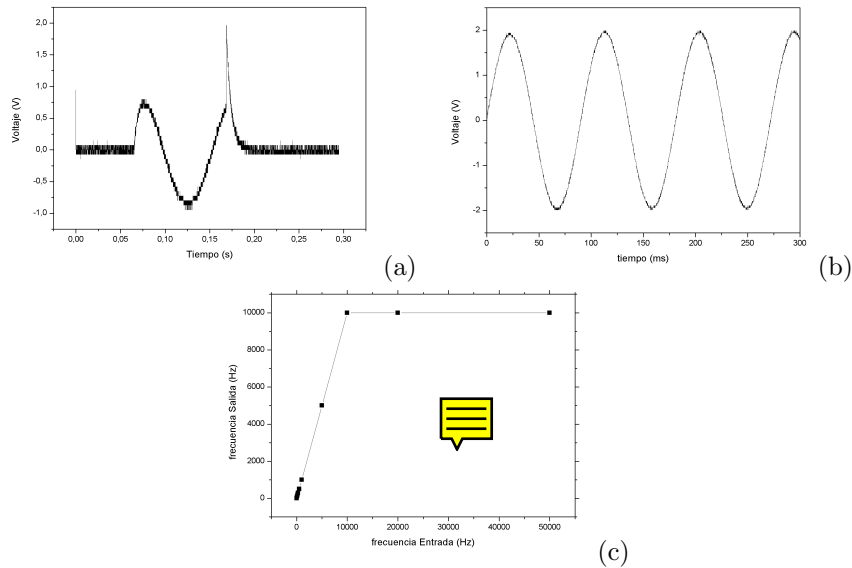 2,0
1,5
1,0
0,5
0,0
-0,5
-1,0
Voltaje (V)
0,00 0,05 0,10 0,15 0,20 0,25 0,30
Tiempo (s)
(a)
2
1
0
-1
-2
Voltaje (V)
0 50 100 150 200 250 300
tiempo (ms)
(b)
10000
8000
6000
4000
2000
0
frecuencia Salida (Hz)
0 10000 20000 30000 40000 50000
frecuencia Entrada (Hz)
(c)